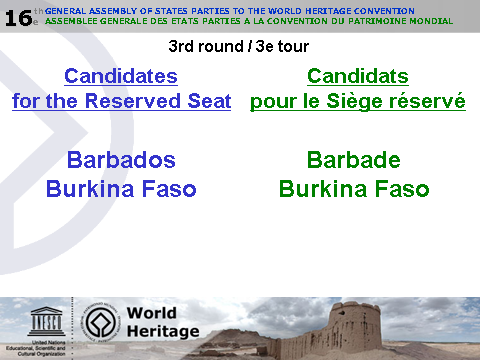 16th e GENERAL ASSEMBLY OF STATES PARTIES TO THE WORLD HERITAGE CONVENTION
ASSEMBLEE GENERALE DES ETATS PARTIES A LA CONVENTION DU PATRIMOINE MONDIAL
3rd round / 3e tour
Candidates
for the Reserved Seat
Candidats
pour le Siège réservé
Barbados
Burkina Faso
Barbade
Burkina Faso
UNESCO
United Nations
Educational, Scientific and
Cultural Organization
World
Heritage